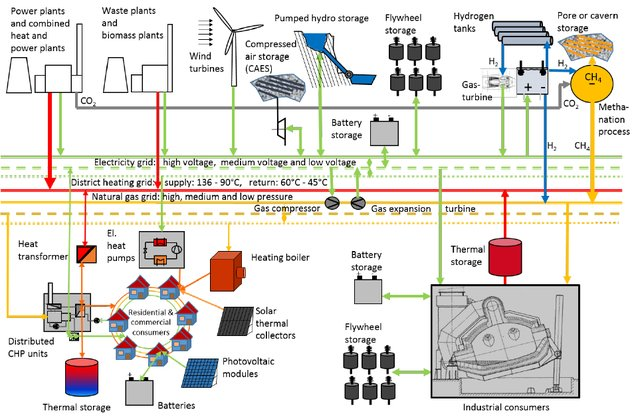 Power plants
and combined
heat and
power plants
Waste plants
and
biomass plants
Wind
turbines
Pumped hydro storage
Compressed
air storage
(CAES)
Flywheel
storage
Battery
storage
Hydrogen
tanks
H2
Gas-
turbine
+ -
H2
Pore or cavern
storage
CH4
−
CO2
CO2
Metha-
nation
process
H2
CH4
Electricity grid: high voltage, medium voltage and low voltage
District heating grid: supply: 136 - 90°C, return: 60°C - 45°C
Natural gas grid: high, medium and low pressure
Gas compressor
Gas expansion turbine
Heat
transformer
El.
heat
pumps
Heating boiler
Residential &
commercial
consumers
Solar
thermal
collectors
Photovoltaic
modules
Distributed
CHP units
Thermal storage
Batteries
Battery
storage
Flywheel
storage
Thermal
storage
Industrial consumers